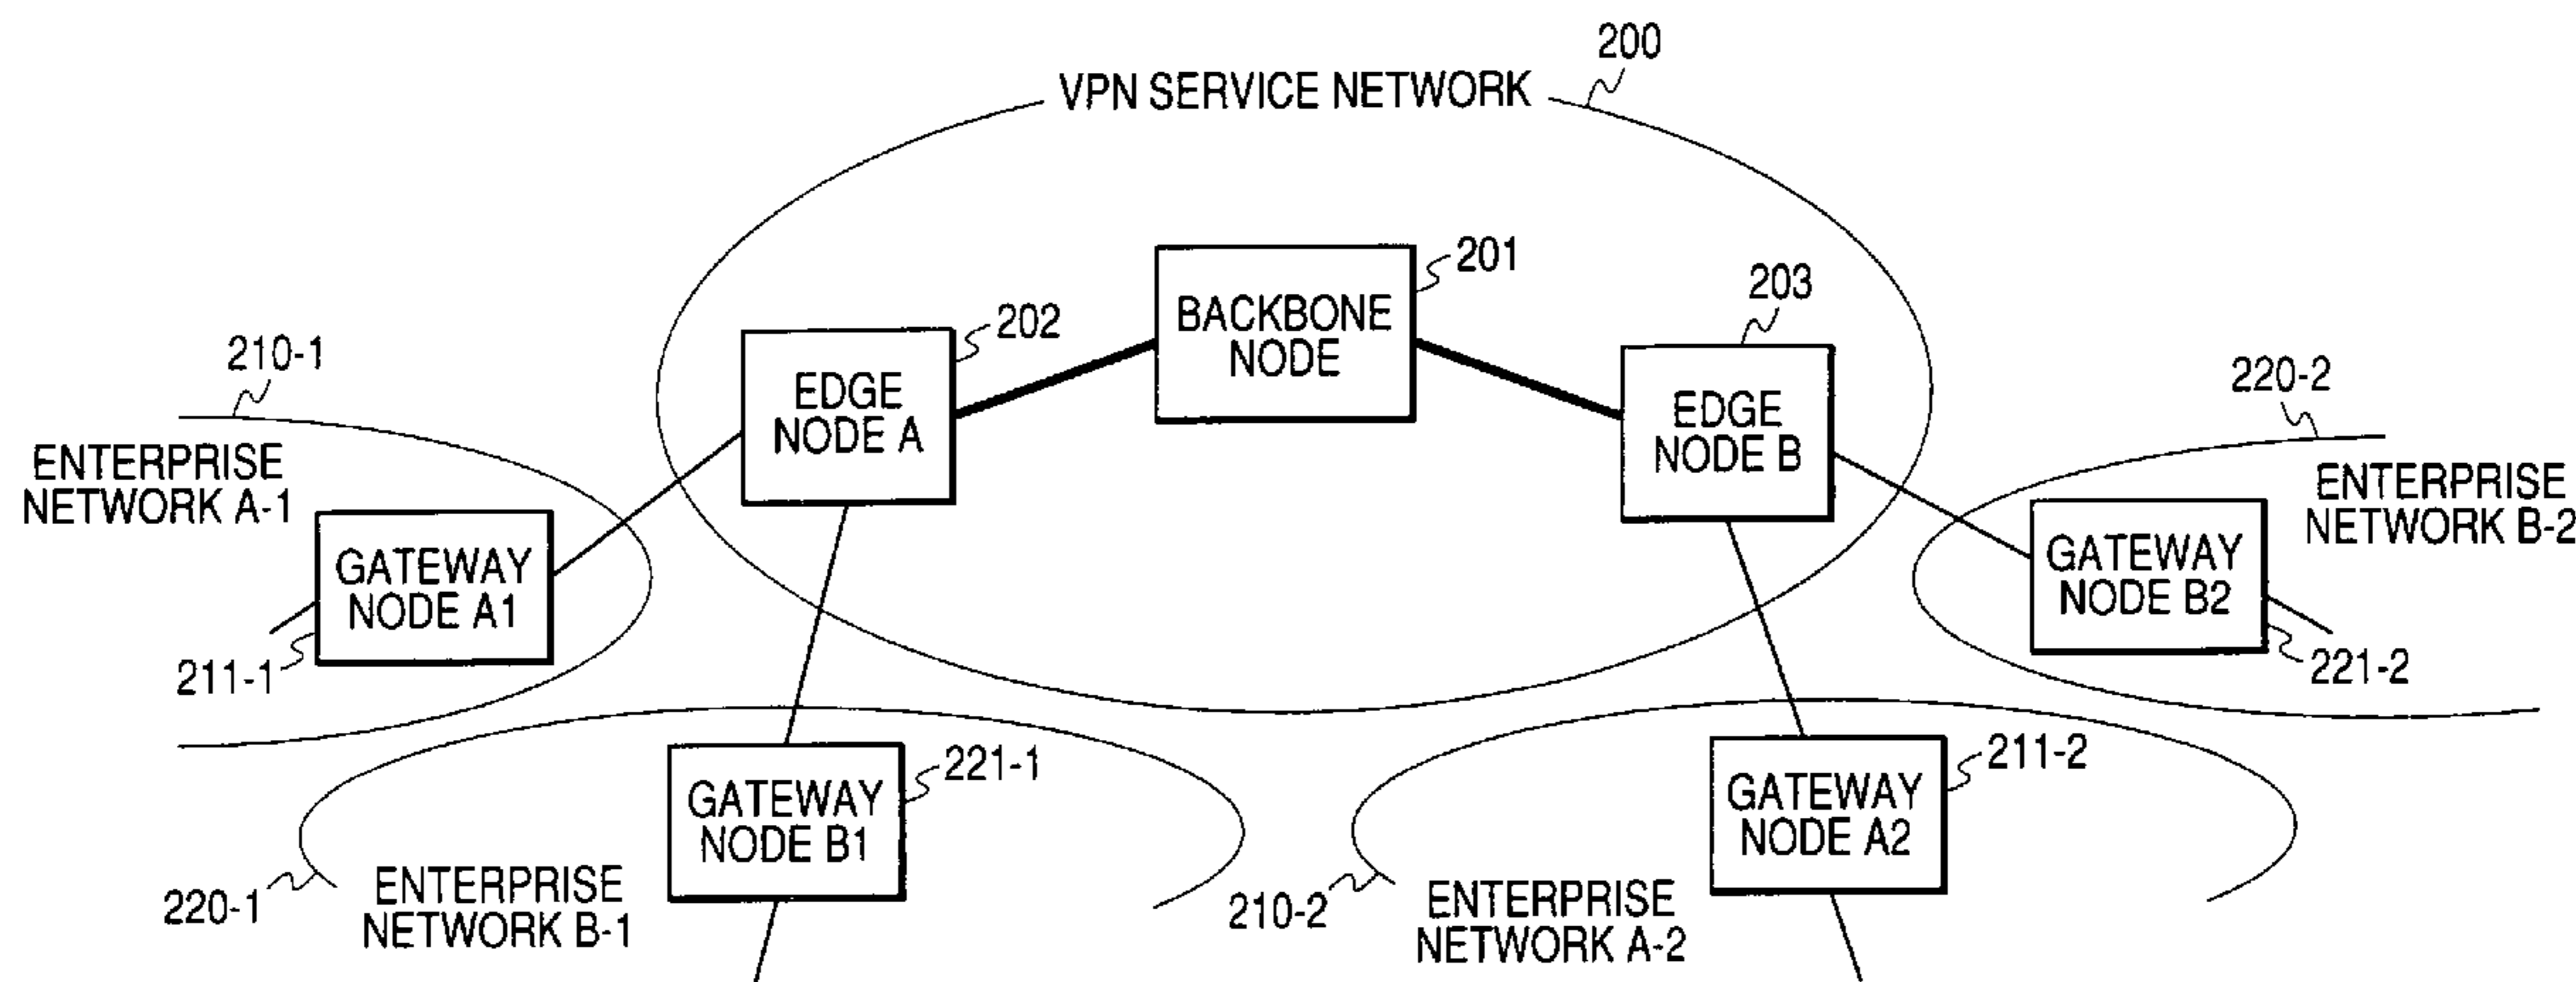 200
VPN SERVICE NETWORK
201
BACKBONE
NODE
203
202
EDGE
NODE A
EDGE
NODE B
210-1
220-2
ENTERPRISE
NETWORK A-1
ENTERPRISE
NETWORK B-2
GATEWAY
NODE A1
GATEWAY
NODE B2
211-1
221-2
221-1
211-2
GATEWAY
NODE B1
GATEWAY
NODE A2
220-1
ENTERPRISE
NETWORK B-1
210-2
ENTERPRISE
NETWORK A-2